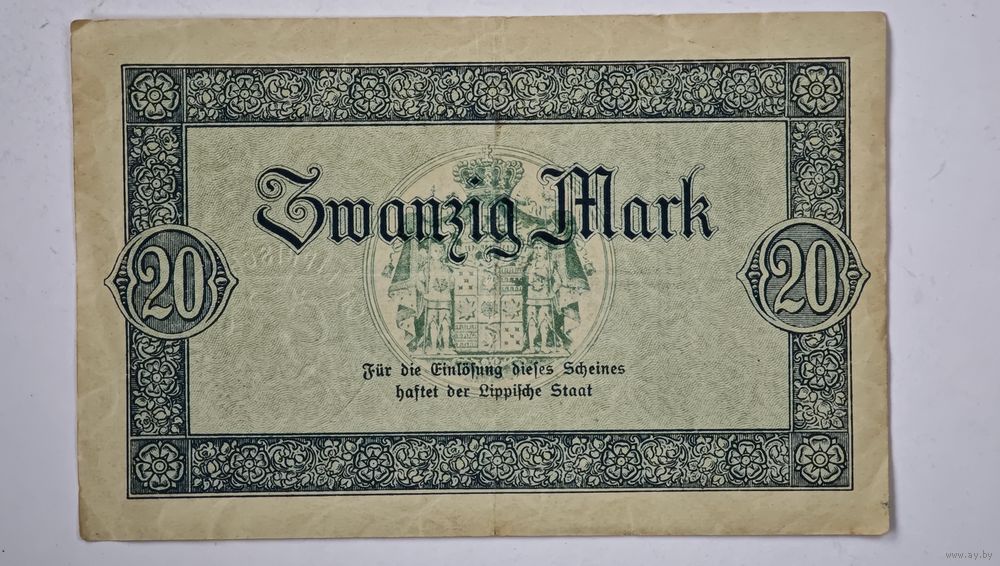 Zwanzig Mark
20
20
Für die Einlösung dieses Scheines
haftet der Lippische Staat
www.ay.by